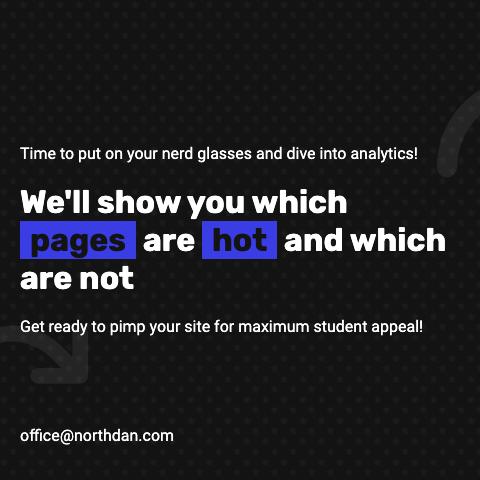 Time to put on your nerd glasses and dive into analytics!
We'll show you which
pages are hot and which
are not
Get ready to pimp your site for maximum student appeal!
office@northdan.com